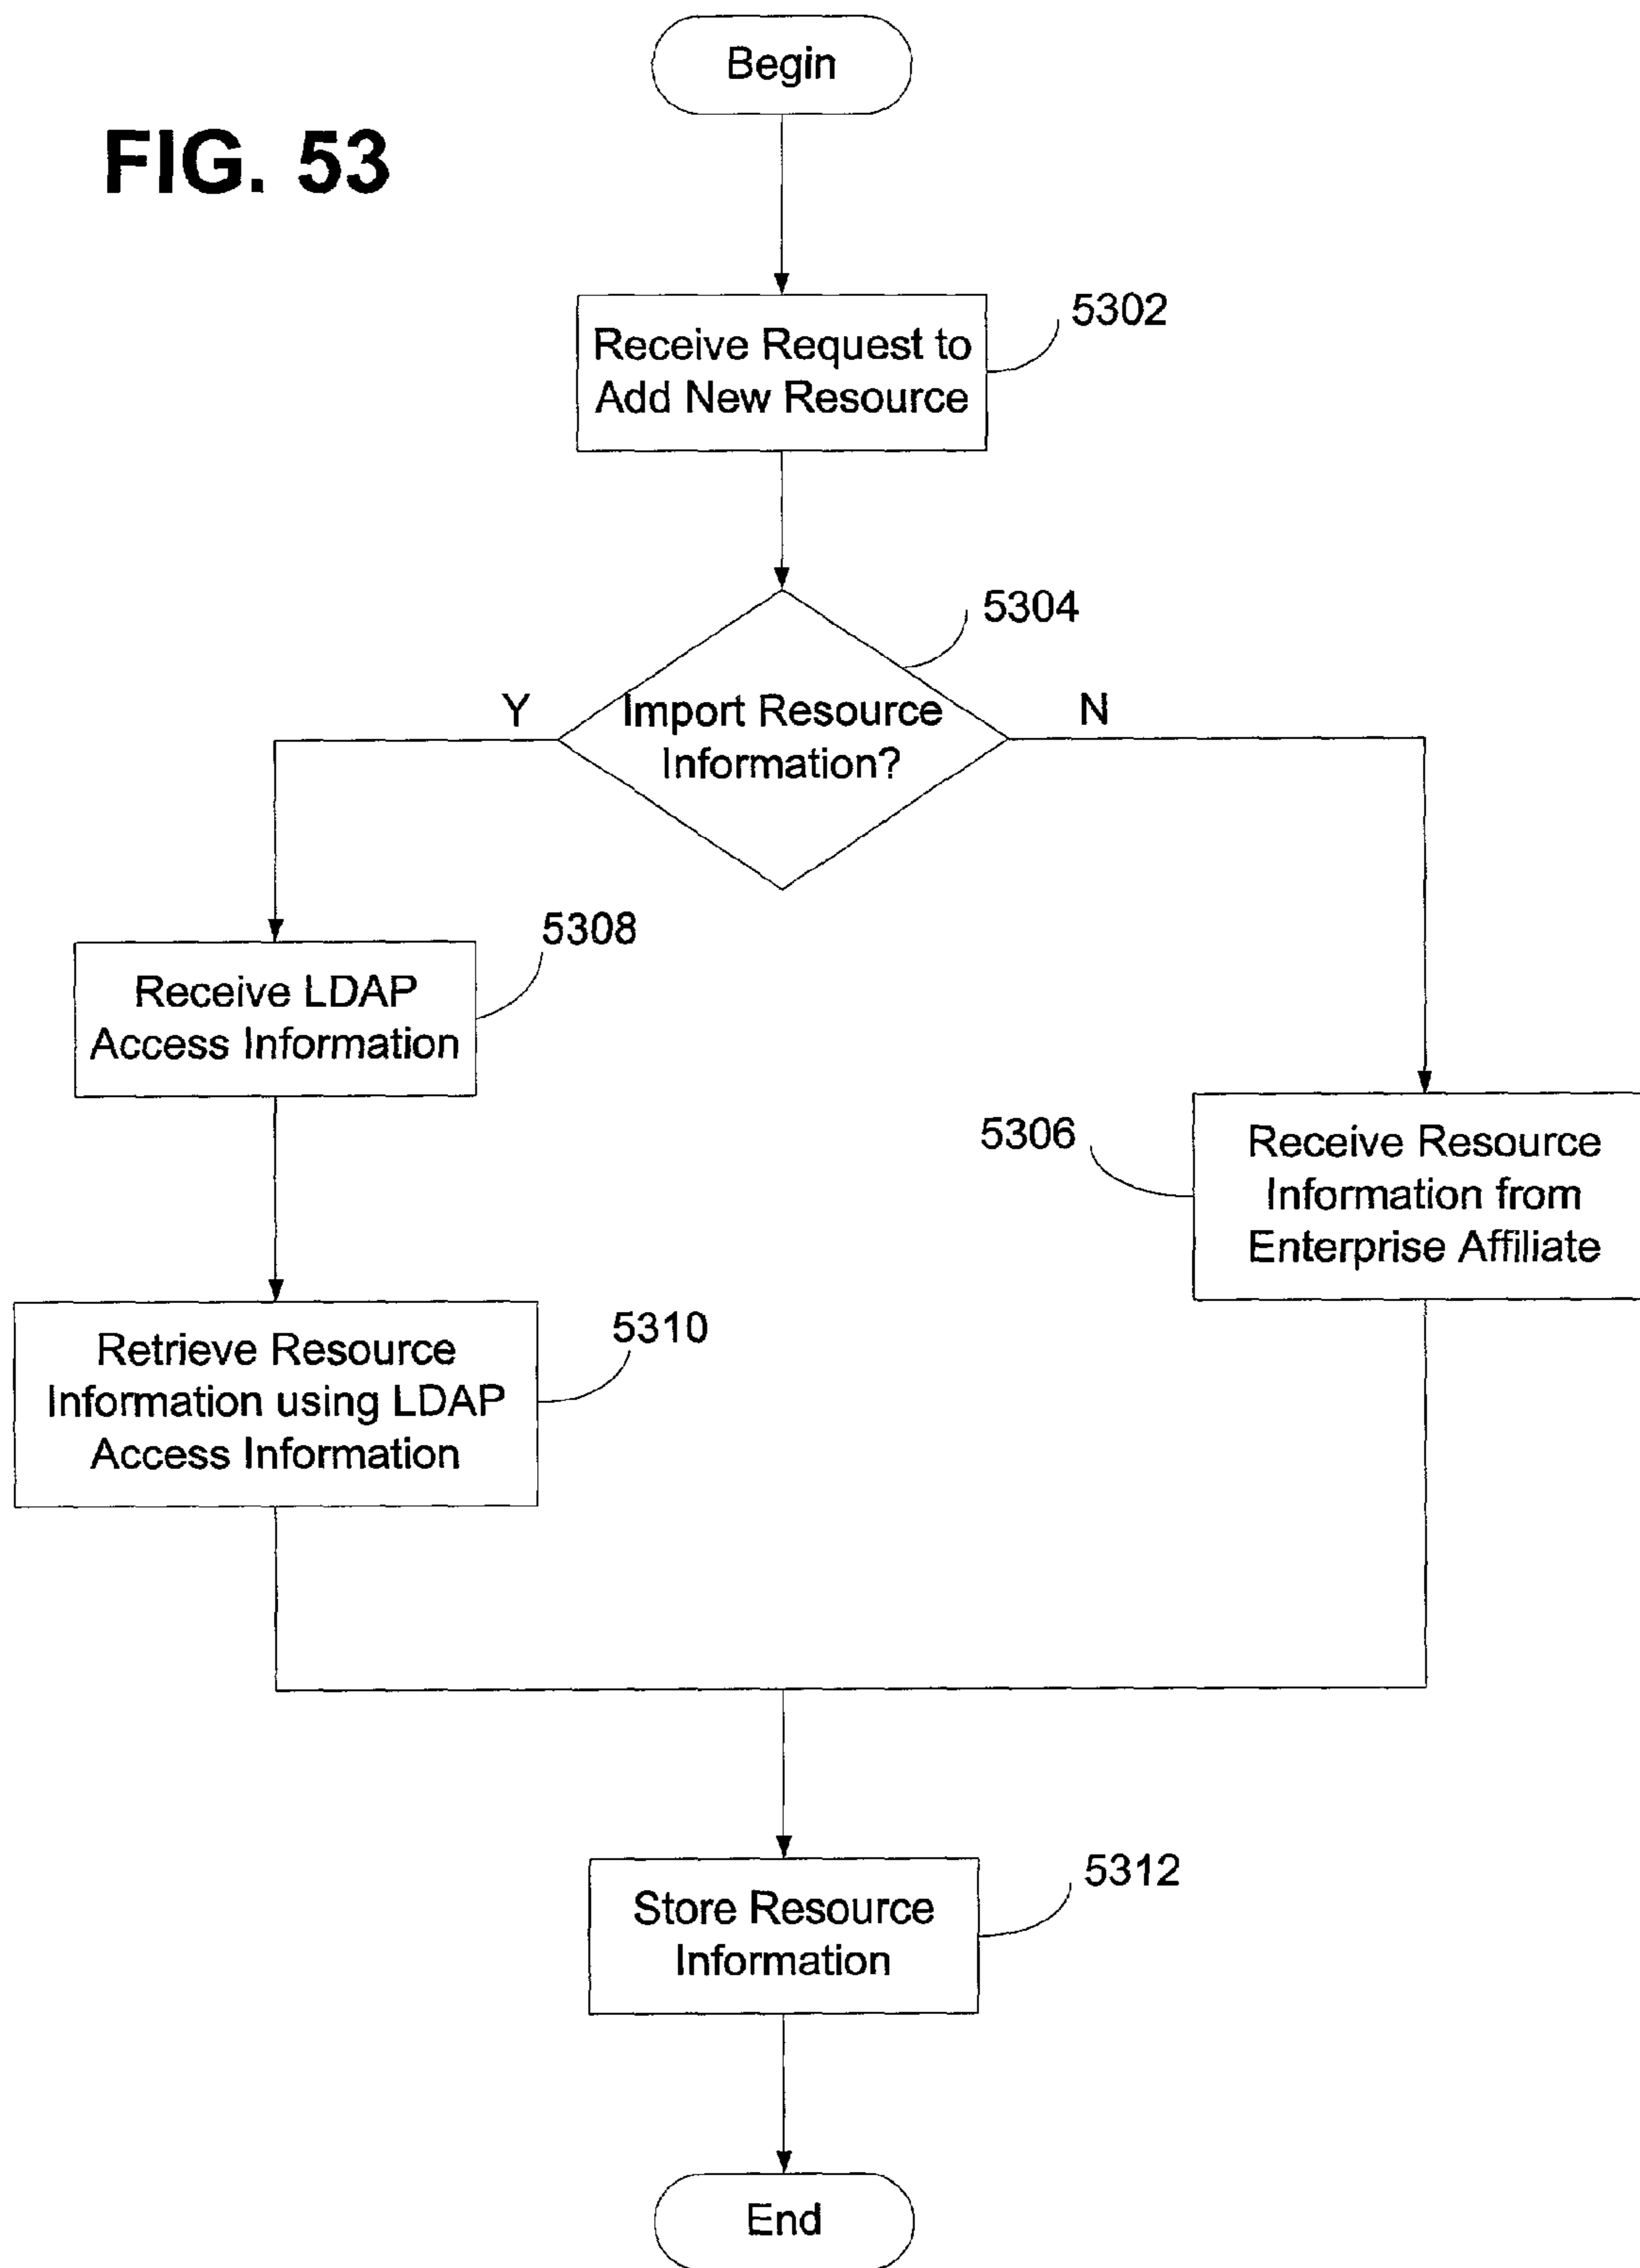 Begin
FIG. 53
5302
Receive Request to
Add New Resource
5304
Y
Import Resource
Information?
N
5308
Receive LDAP
Access Information
5306
Receive Resource
Information from
Enterprise Affiliate
5310
Retrieve Resource
Information using LDAP
Access Information
5312
Store Resource
Information
End